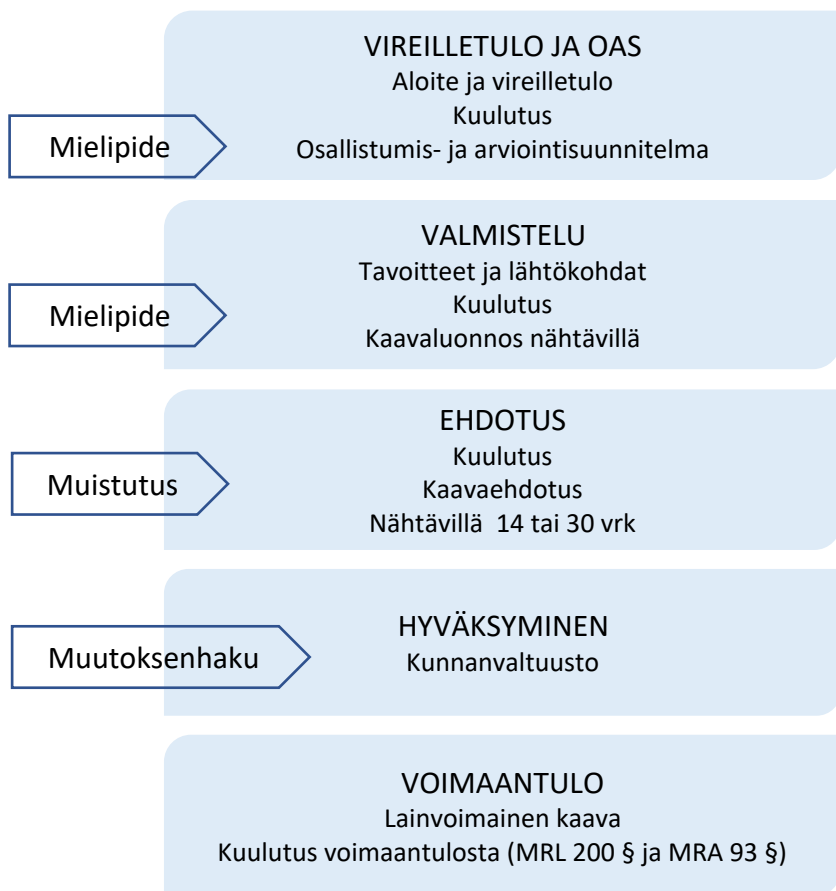 VIREILLETULO JA OAS
Aloite ja vireilletulo
Kuulutus
Mielipide
Osallistumis- ja arviointisuunnitelma
VALMISTELU
Tavoitteet ja lähtökohdat
Kuulutus
Mielipide
Kaavaluonnos nähtävillä
EHDOTUS
Kuulutus
Muistutus
Kaavaehdotus
Nähtävillä 14 tai 30 vrk
HYVÄKSYMINEN
Muutoksenhaku
Kunnanvaltuusto
VOIMAANTULO
Lainvoimainen kaava
Kuulutus voimaantulosta (MRL 200 § ja MRA 93 §)